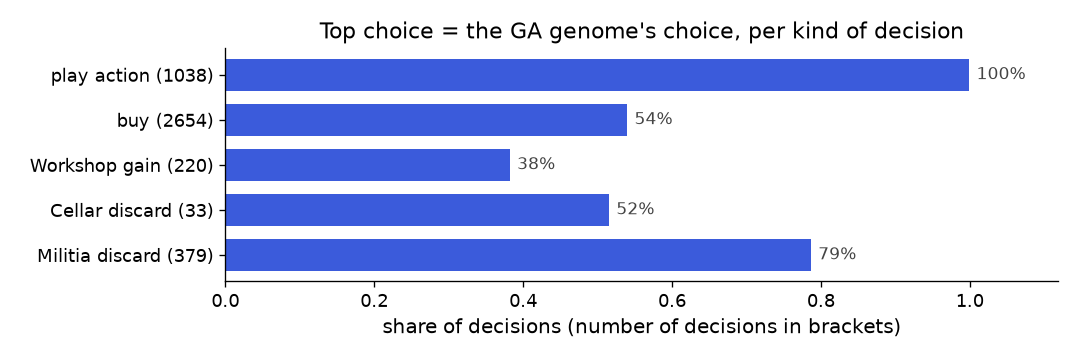 Top choice = the GA genome's choice, per kind of decision
play action (1038) 100%
buy (2654) 54%
Workshop gain (220) 38%
Cellar discard (33) 52%
Militia discard (379) 79%
0.0 0.2 0.4 0.6 0.8 1.0
share of decisions (number of decisions in brackets)